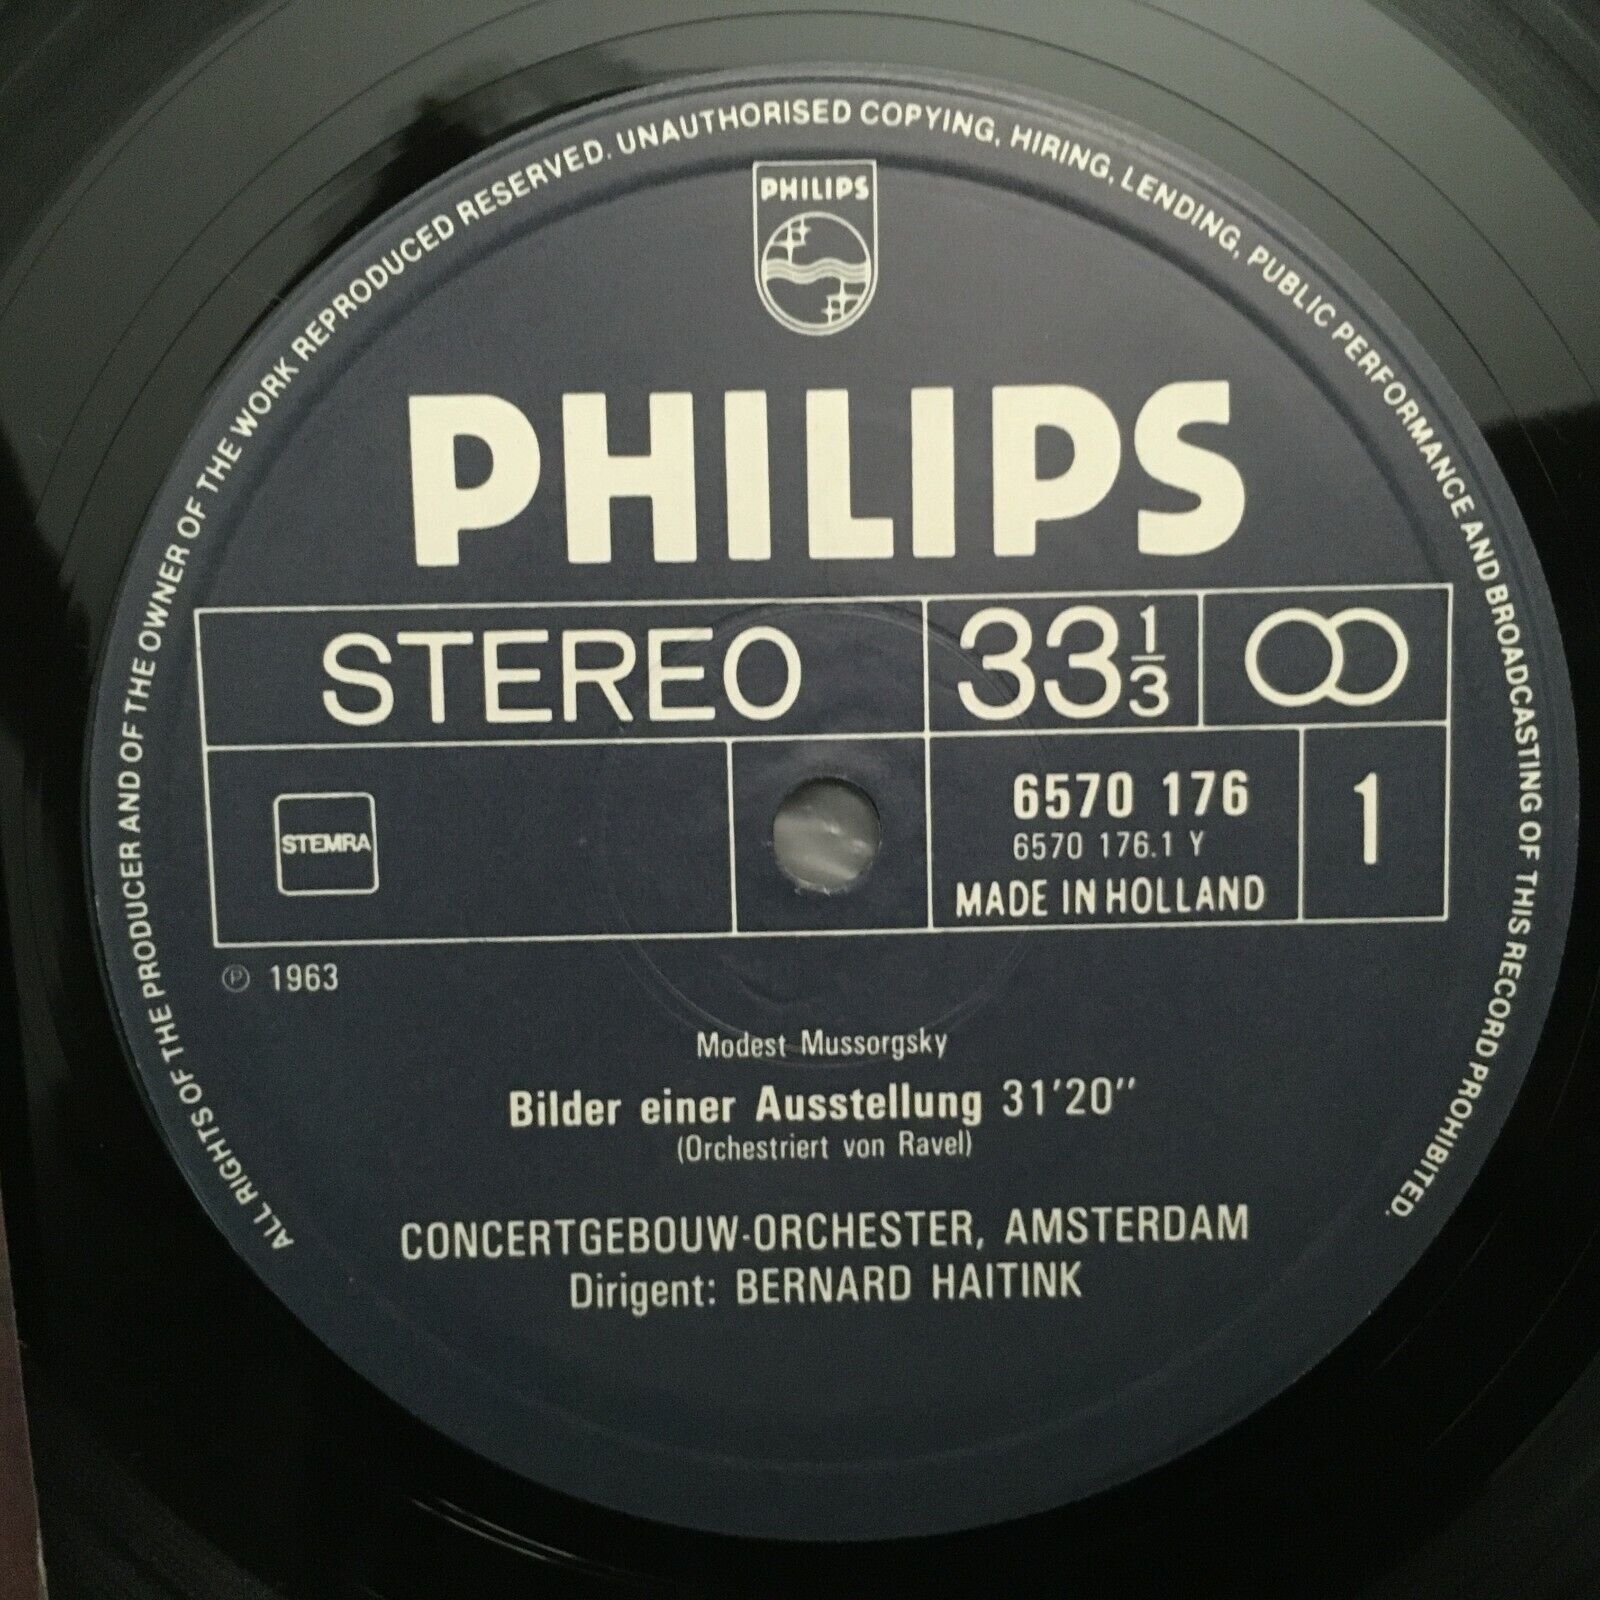 ALL RIGHTS OF THE PRODUCER AND OF THE OWNER OF THE WORK REPRODUCED RESERVED. UNAUTHORISED COPYING, HIRING, LENDING, PUBLIC PERFORMANCE AND BROADCASTING OF THIS RECORD PROHIBITED.
PHILIPS
PHILIPS
STEREO 33 1/3
STEMRA
6570 176 1
6570 176.1 Y
MADE IN HOLLAND
℗ 1963
Modest Mussorgsky
Bilder einer Ausstellung 31'20''
(Orchestriert von Ravel)
CONCERTGEBOUW-ORCHESTER, AMSTERDAM
Dirigent: BERNARD HAITINK